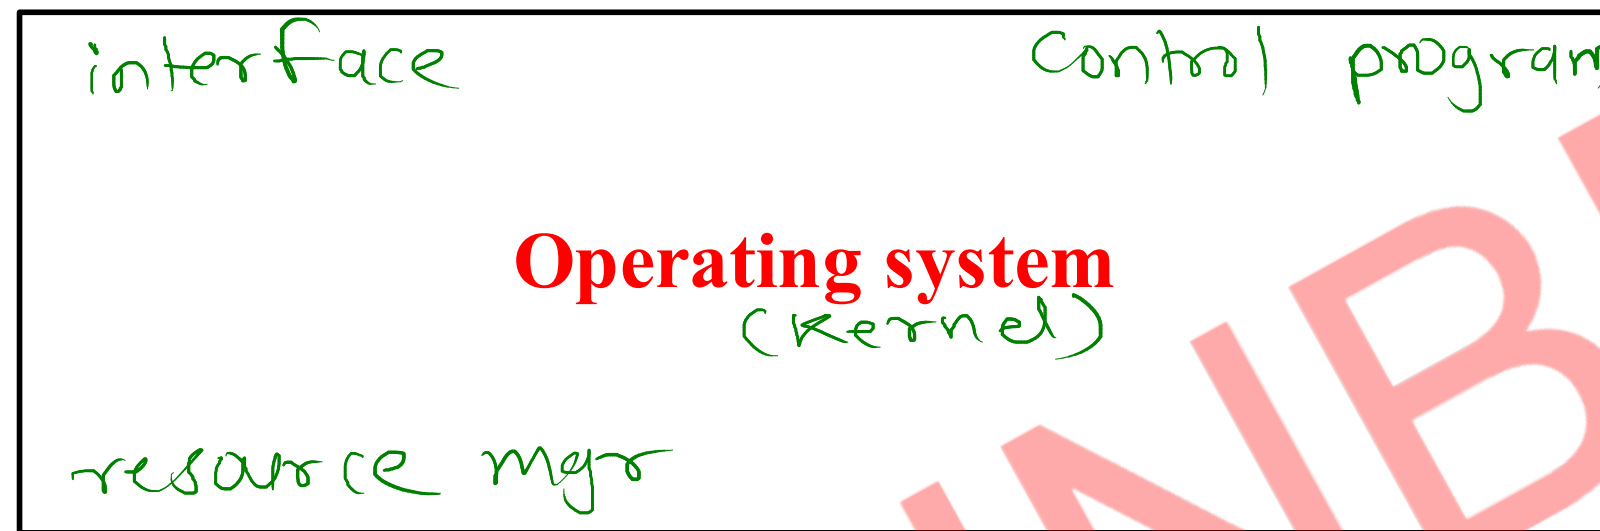 interface control program
Operating system
(Kernel)
resource mgr